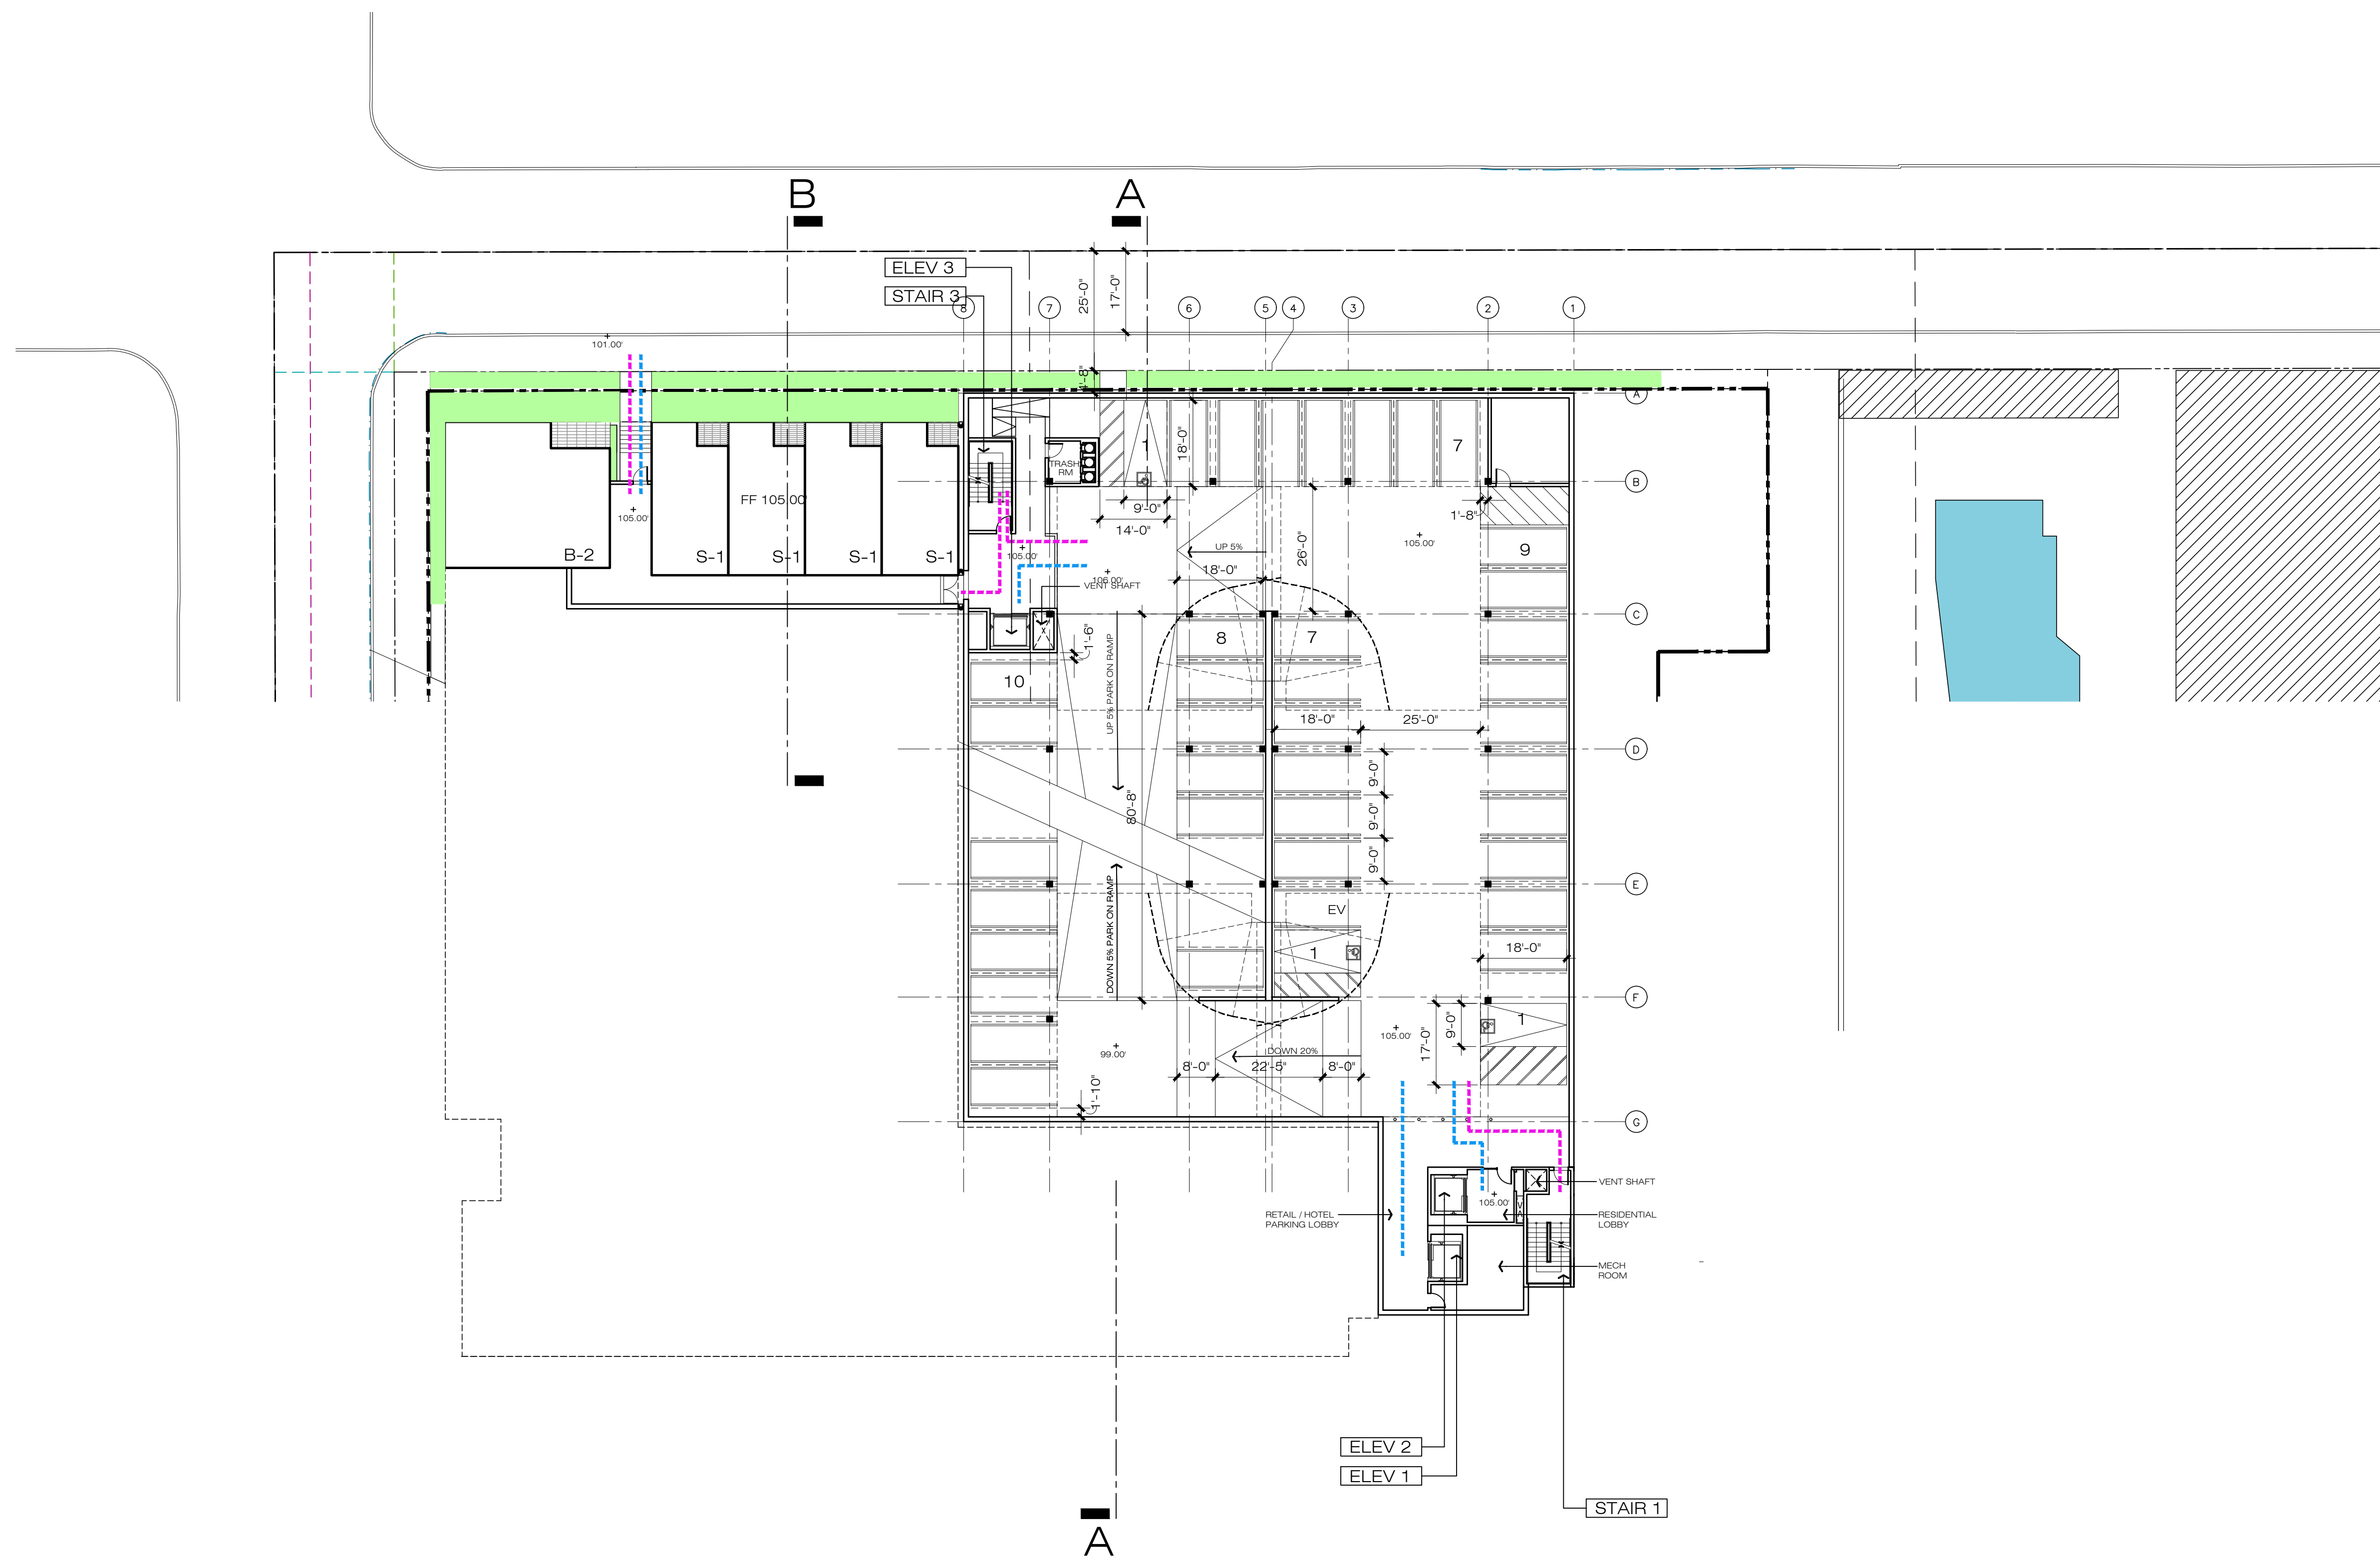 B
A
ELEV 3
STAIR 3
25'-0"
17'-0"
8
7
6
5
4
3
2
1
101.00'
4'-8"
A
1
18'-0"
7
TRASH
RM
B
FF 105.00'
9'-0"
1'-8"
105.00'
14'-0"
105.00'
UP 5%
26'-0"
9
B-2
S-1
S-1
S-1
S-1
105.00'
106.00'
VENT SHAFT
18'-0"
C
1'-6"
8
7
10
UP 5% PARK ON RAMP
18'-0"
25'-0"
D
9'-0"
80'-8"
9'-0"
9'-0"
E
DOWN 5% PARK ON RAMP
EV
1
18'-0"
F
1
9'-0"
17'-0"
105.00'
99.00'
DOWN 20%
8'-0"
22'-5"
8'-0"
1'-10"
G
VENT SHAFT
105.00'
RETAIL / HOTEL
PARKING LOBBY
RESIDENTIAL
LOBBY
MECH
ROOM
ELEV 2
ELEV 1
STAIR 1
A